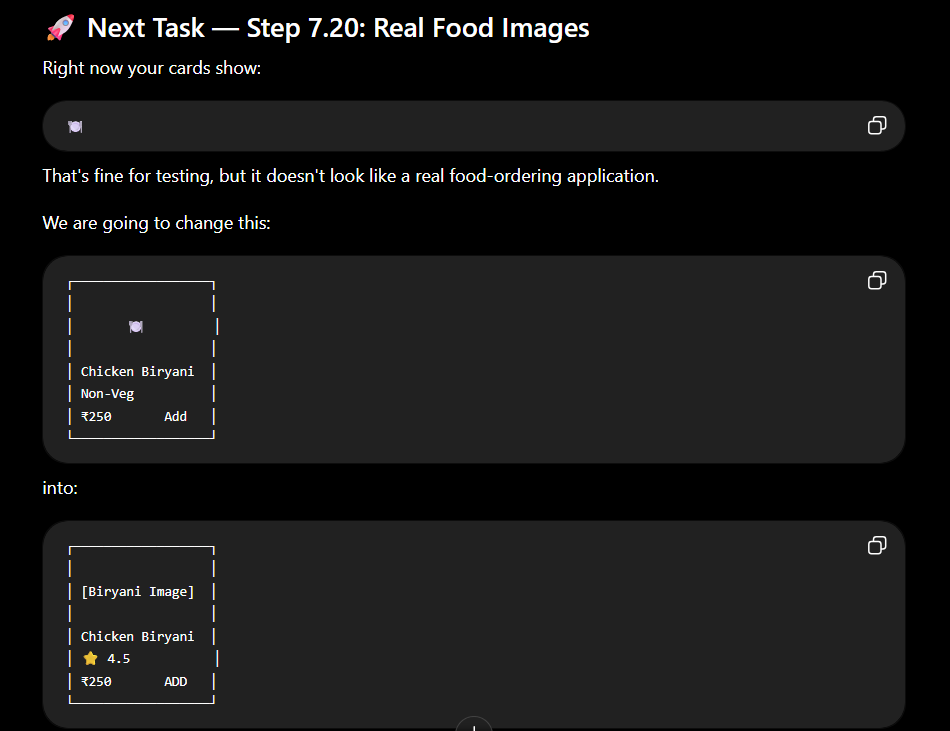 🚀 Next Task — Step 7.20: Real Food Images
Right now your cards show:
🍽️
That's fine for testing, but it doesn't look like a real food-ordering application.
We are going to change this:
🍽️
Chicken Biryani
Non-Veg
₹250 Add
into:
[Biryani Image]
Chicken Biryani
⭐ 4.5
₹250 ADD